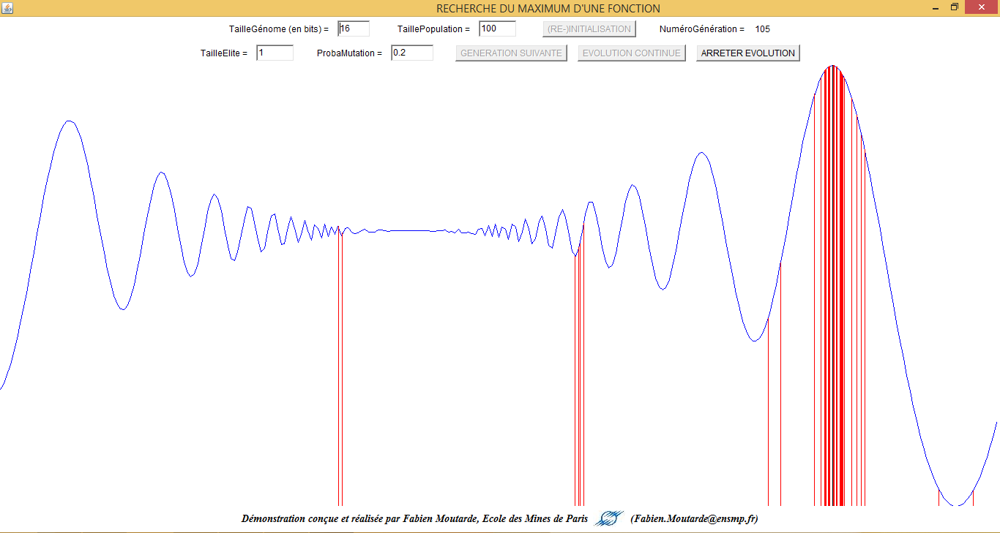 RECHERCHE DU MAXIMUM D'UNE FONCTION
TailleGénome (en bits) = 16 TaillePopulation = 100 (RE-)INITIALISATION NuméroGénération = 105
TailleElite = 1 ProbaMutation = 0.2 GENERATION SUIVANTE EVOLUTION CONTINUE ARRETER EVOLUTION
Démonstration conçue et réalisée par Fabien Moutarde, Ecole des Mines de Paris (Fabien.Moutarde@ensmp.fr)